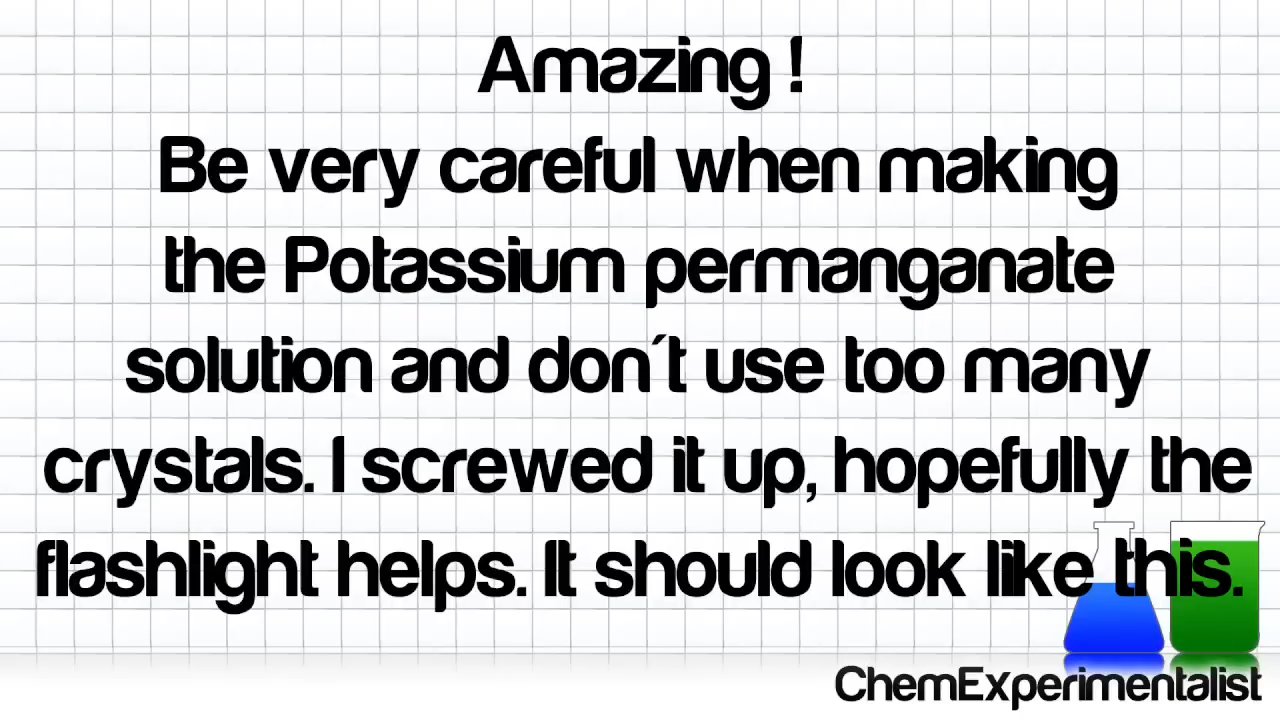 Amazing !
Be very careful when making
the Potassium permanganate
solution and don´t use too many
crystals. I screwed it up, hopefully the
flashlight helps. It should look like this.
ChemExperimentalist